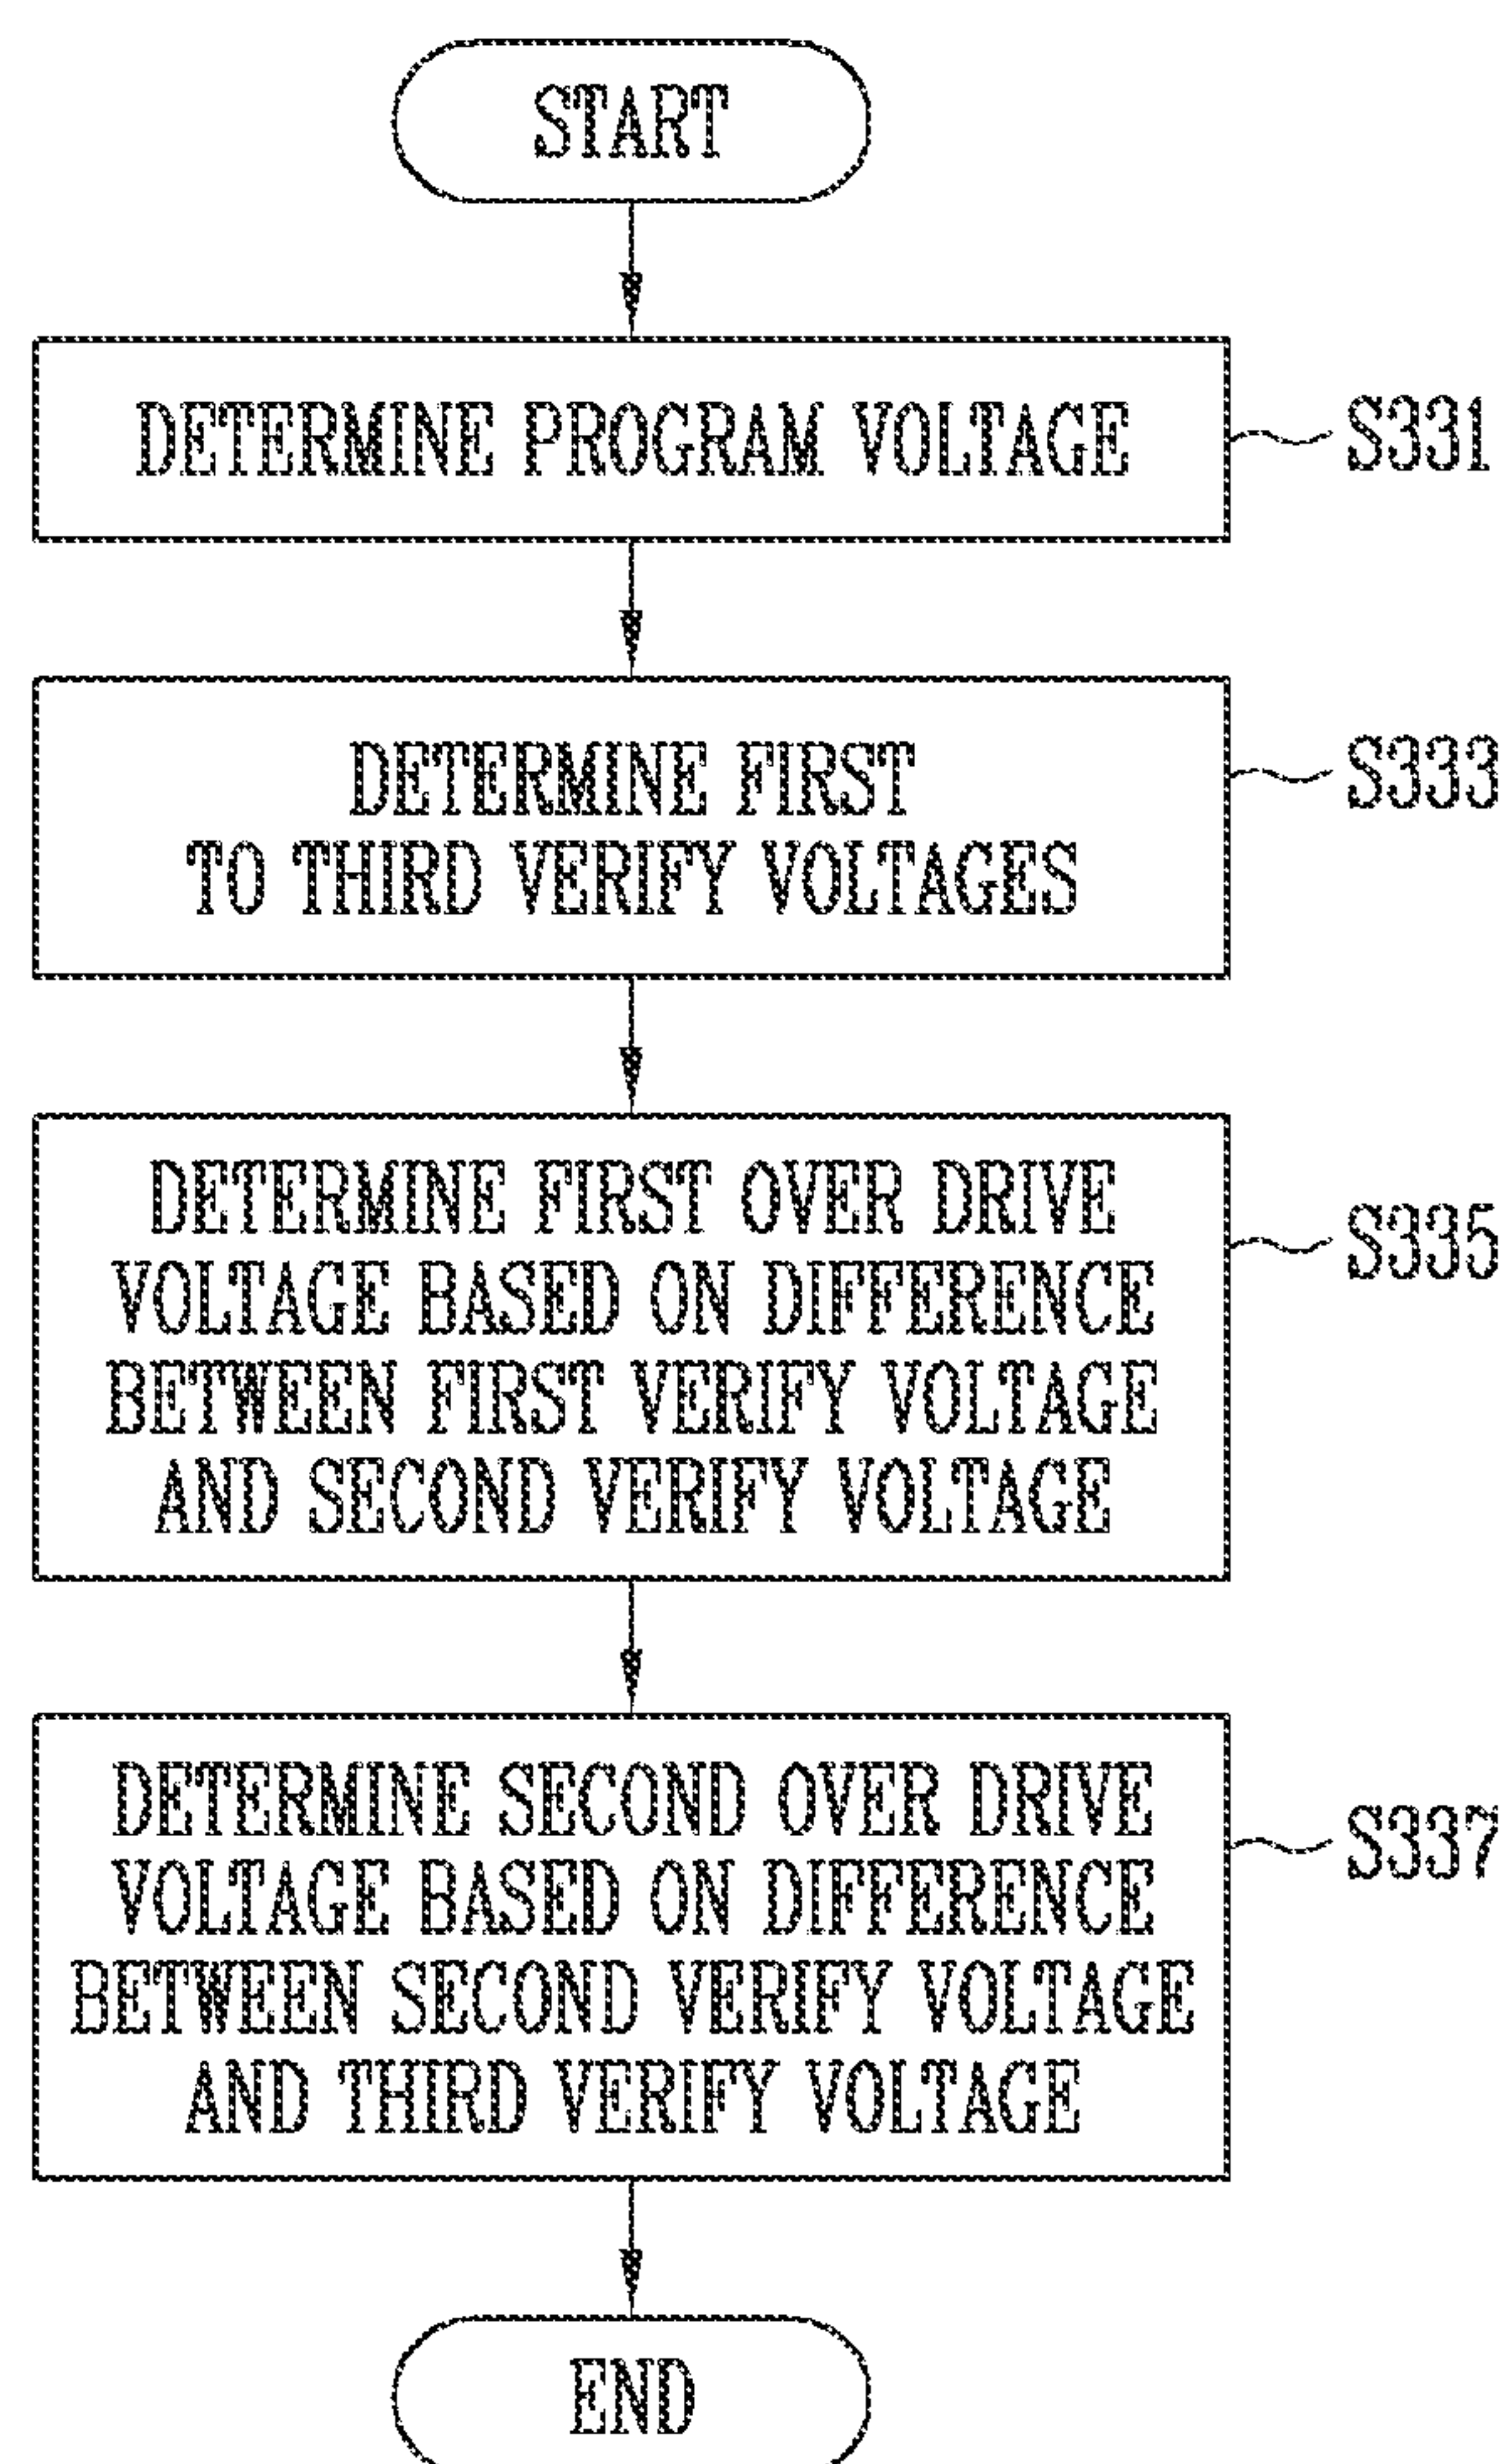 START
DETERMINE PROGRAM VOLTAGE
S331
DETERMINE FIRST
TO THIRD VERIFY VOLTAGES
S333
DETERMINE FIRST OVER DRIVE
VOLTAGE BASED ON DIFFERENCE
BETWEEN FIRST VERIFY VOLTAGE
AND SECOND VERIFY VOLTAGE
S335
DETERMINE SECOND OVER DRIVE
VOLTAGE BASED ON DIFFERENCE
BETWEEN SECOND VERIFY VOLTAGE
AND THIRD VERIFY VOLTAGE
S337
END